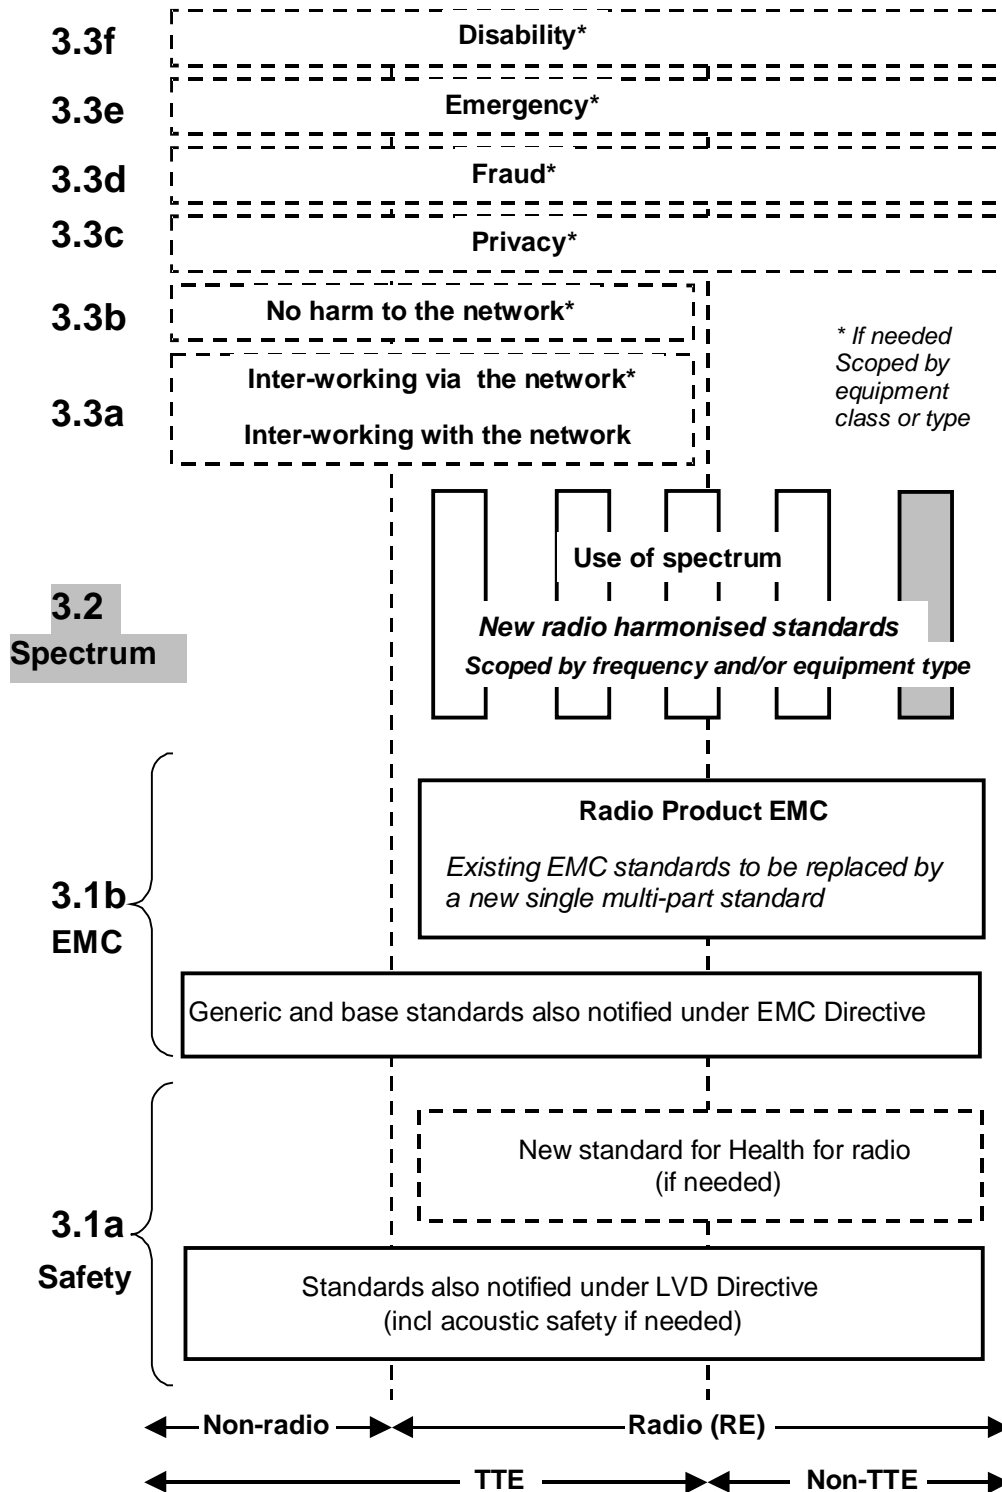 3.3f
Disability*
3.3e
Emergency*
3.3d
Fraud*
3.3c
Privacy*
3.3b
No harm to the network*
* If needed
Scoped by
equipment
class or type
3.3a
Inter-working via the network*
Inter-working with the network
3.2
Spectrum
Use of spectrum
New radio harmonised standards
Scoped by frequency and/or equipment type
3.1b
EMC
Radio Product EMC
Existing EMC standards to be replaced by
a new single multi-part standard
Generic and base standards also notified under EMC Directive
3.1a
Safety
New standard for Health for radio
(if needed)
Standards also notified under LVD Directive
(incl acoustic safety if needed)
Non-radio
Radio (RE)
TTE
Non-TTE